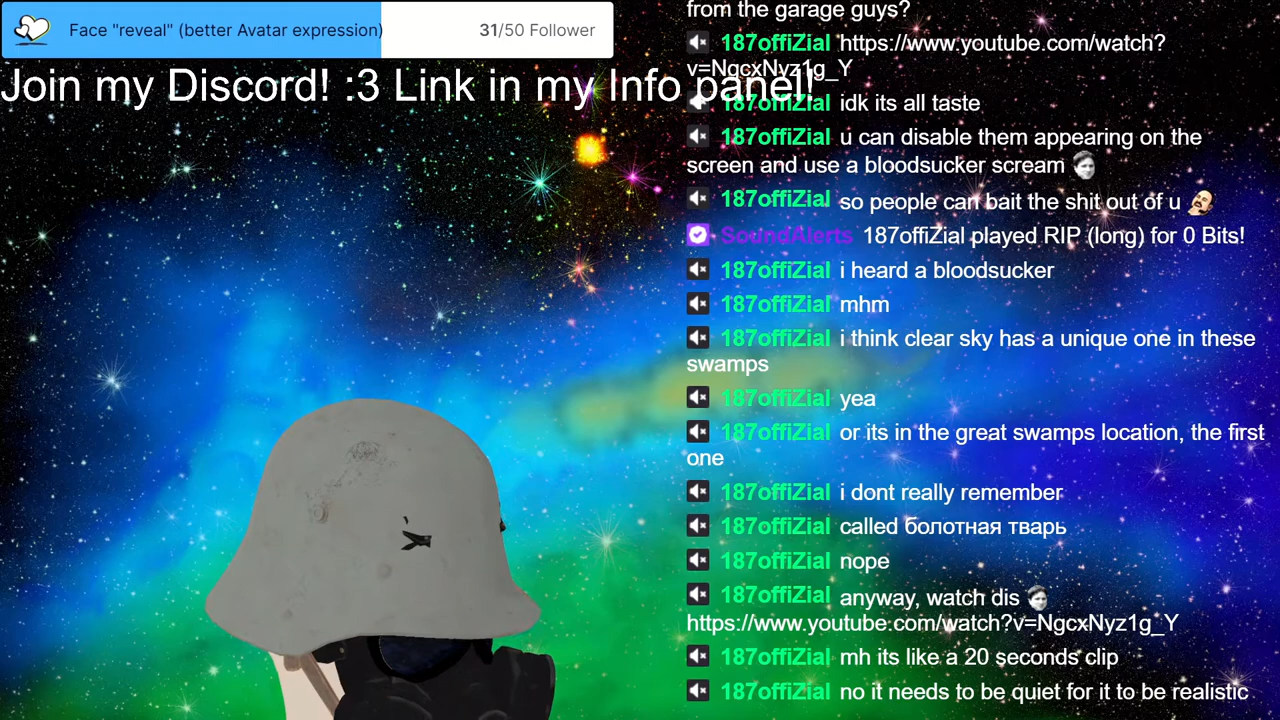 Face "reveal" (better Avatar expression)
31/50 Follower
Join my Discord! :3 Link in my Info panel!
from the garage guys?
187offiZial https://www.youtube.com/watch?
v=NgcxNyz1g_Y
187offiZial idk its all taste
187offiZial u can disable them appearing on the
screen and use a bloodsucker scream
187offiZial so people can bait the shit out of u
SoundAlerts 187offiZial played RIP (long) for 0 Bits!
187offiZial i heard a bloodsucker
187offiZial mhm
187offiZial i think clear sky has a unique one in these
swamps
187offiZial yea
187offiZial or its in the great swamps location, the first
one
187offiZial i dont really remember
187offiZial called болотная тварь
187offiZial nope
187offiZial anyway, watch dis
https://www.youtube.com/watch?v=NgcxNyz1g_Y
187offiZial mh its like a 20 seconds clip
187offiZial no it needs to be quiet for it to be realistic